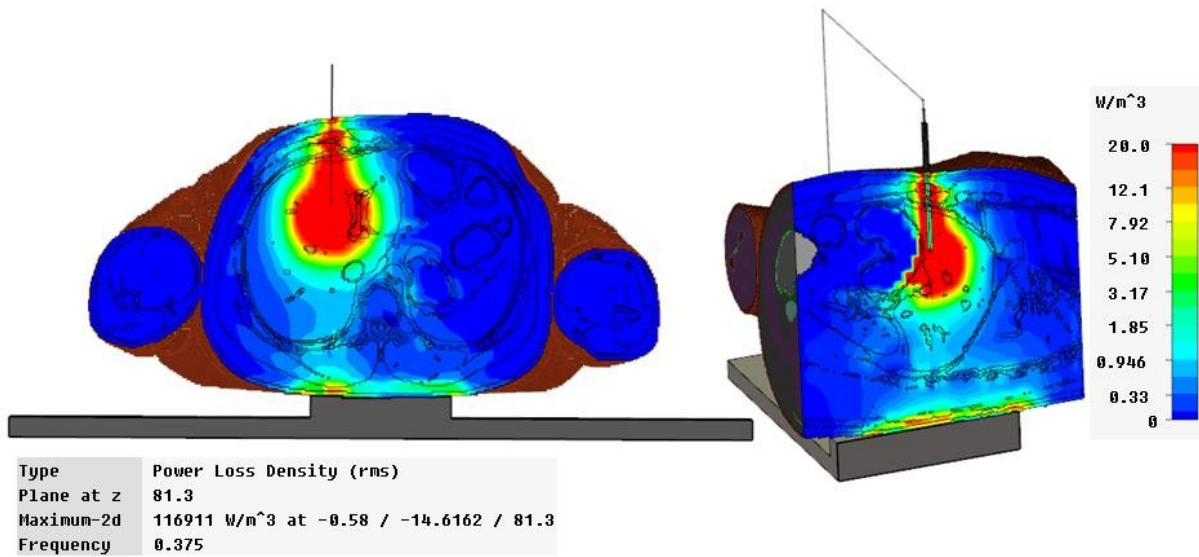 W/m^3
20.0
12.1
7.92
5.10
3.17
1.85
0.946
0.33
0
Type Power Loss Density (rms)
Plane at z 81.3
Maximum-2d 116911 W/m^3 at -0.58 / -14.6162 / 81.3
Frequency 0.375